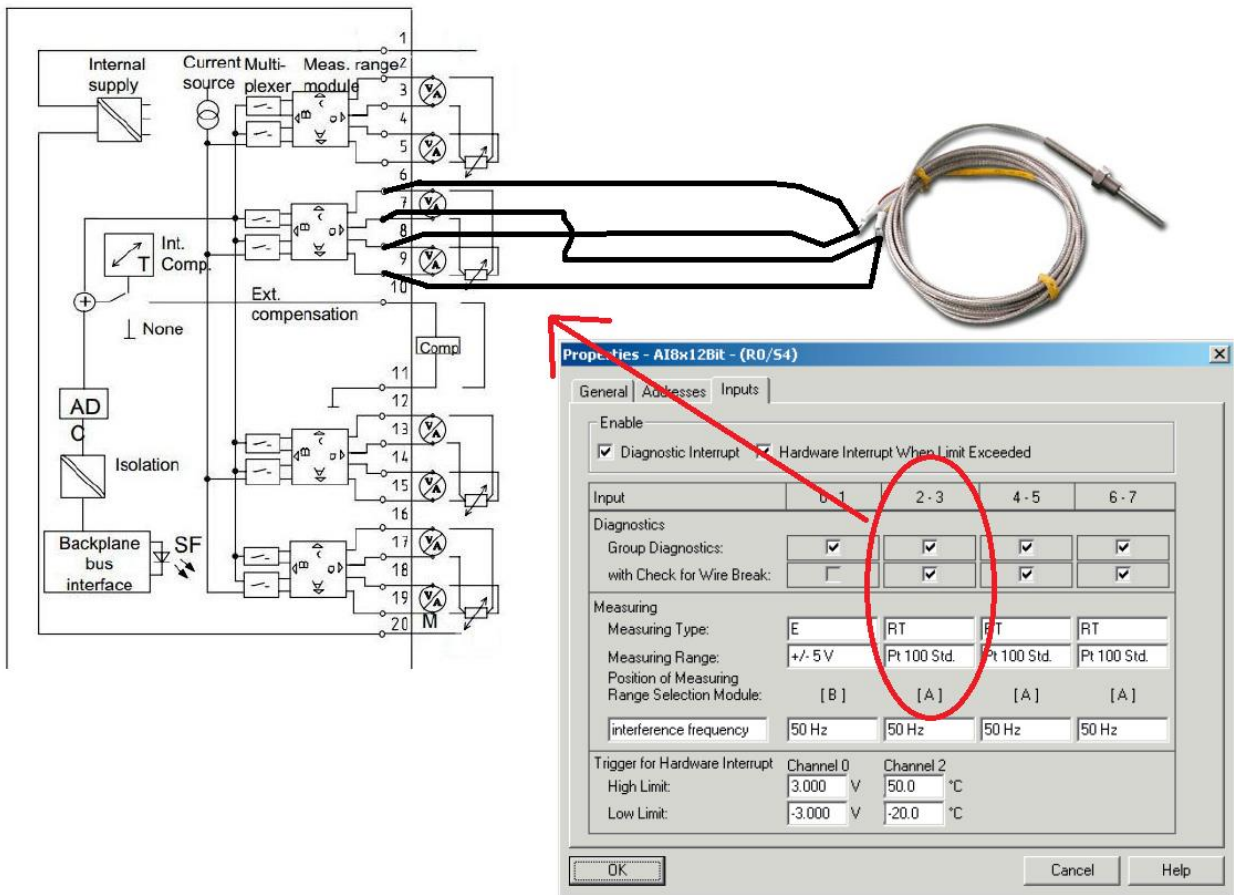 1
Internal
supply
Current
source
Multi-
plexer
Meas. range
module
2
3
4
5
6
7
8
9
10
V/A
V/A
V/A
V/A
B
C
D
A
B
C
D
A
T
Int.
Comp.
Ext.
compensation
None
Comp
11
12
13
14
15
16
17
18
19
20
V/A
V/A
V/A
V/A
M
B
C
D
A
B
C
D
A
AD
C
Isolation
Backplane
bus
interface
SF
Properties - AI8x12Bit - (R0/S4)
General Addresses Inputs
Enable
Diagnostic Interrupt Hardware Interrupt When Limit Exceeded
Input 0 - 1 2 - 3 4 - 5 6 - 7
Diagnostics
Group Diagnostics:
with Check for Wire Break:
Measuring
Measuring Type: E RT RT RT
Measuring Range: +/- 5 V Pt 100 Std. Pt 100 Std. Pt 100 Std.
Position of Measuring
Range Selection Module: [ B ] [ A ] [ A ] [ A ]
interference frequency 50 Hz 50 Hz 50 Hz 50 Hz
Trigger for Hardware Interrupt Channel 0 Channel 2
High Limit: 3.000 V 50.0 °C
Low Limit: -3.000 V -20.0 °C
OK Cancel Help